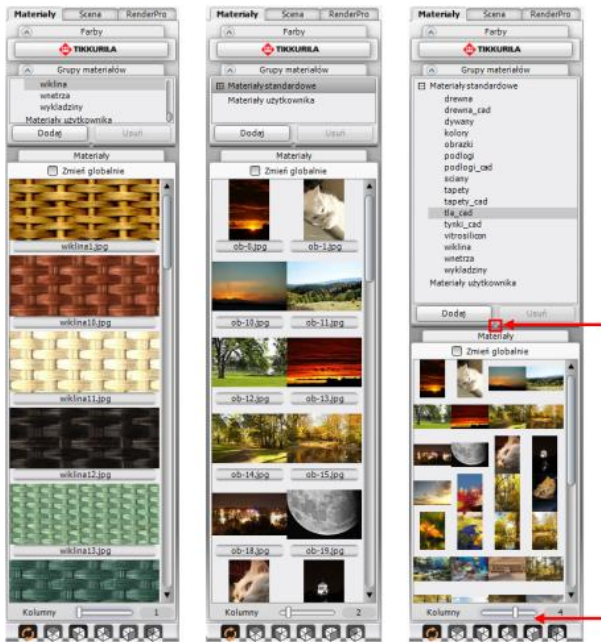 Materiały Scena RenderPro
Farby
TIKKURILA
Grupy materiałów
wiklina
wnetrza
wykladziny
Materiały użytkownika
Dodaj Usuń
Materiały
Zmień globalnie
wiklina1.jpg
wiklina10.jpg
wiklina11.jpg
wiklina12.jpg
wiklina13.jpg
Kolumny 1
Materiały Scena RenderPro
Farby
TIKKURILA
Grupy materiałów
Materiały standardowe
Materiały użytkownika
Dodaj Usuń
Materiały
Zmień globalnie
ob-0.jpg ob-1.jpg
ob-10.jpg ob-11.jpg
ob-12.jpg ob-13.jpg
ob-14.jpg ob-15.jpg
ob-18.jpg ob-19.jpg
Kolumny 2
Materiały Scena RenderPro
Farby
TIKKURILA
Grupy materiałów
Materiały standardowe
drewna
drewna_cad
dywany
kolory
obrazki
podlogi
podlogi_cad
sciany
tapety
tapety_cad
tla_cad
tynki_cad
vitrosilicon
wiklina
wnetrza
wykladziny
Materiały użytkownika
Dodaj Usuń
Materiały
Zmień globalnie
Kolumny 4